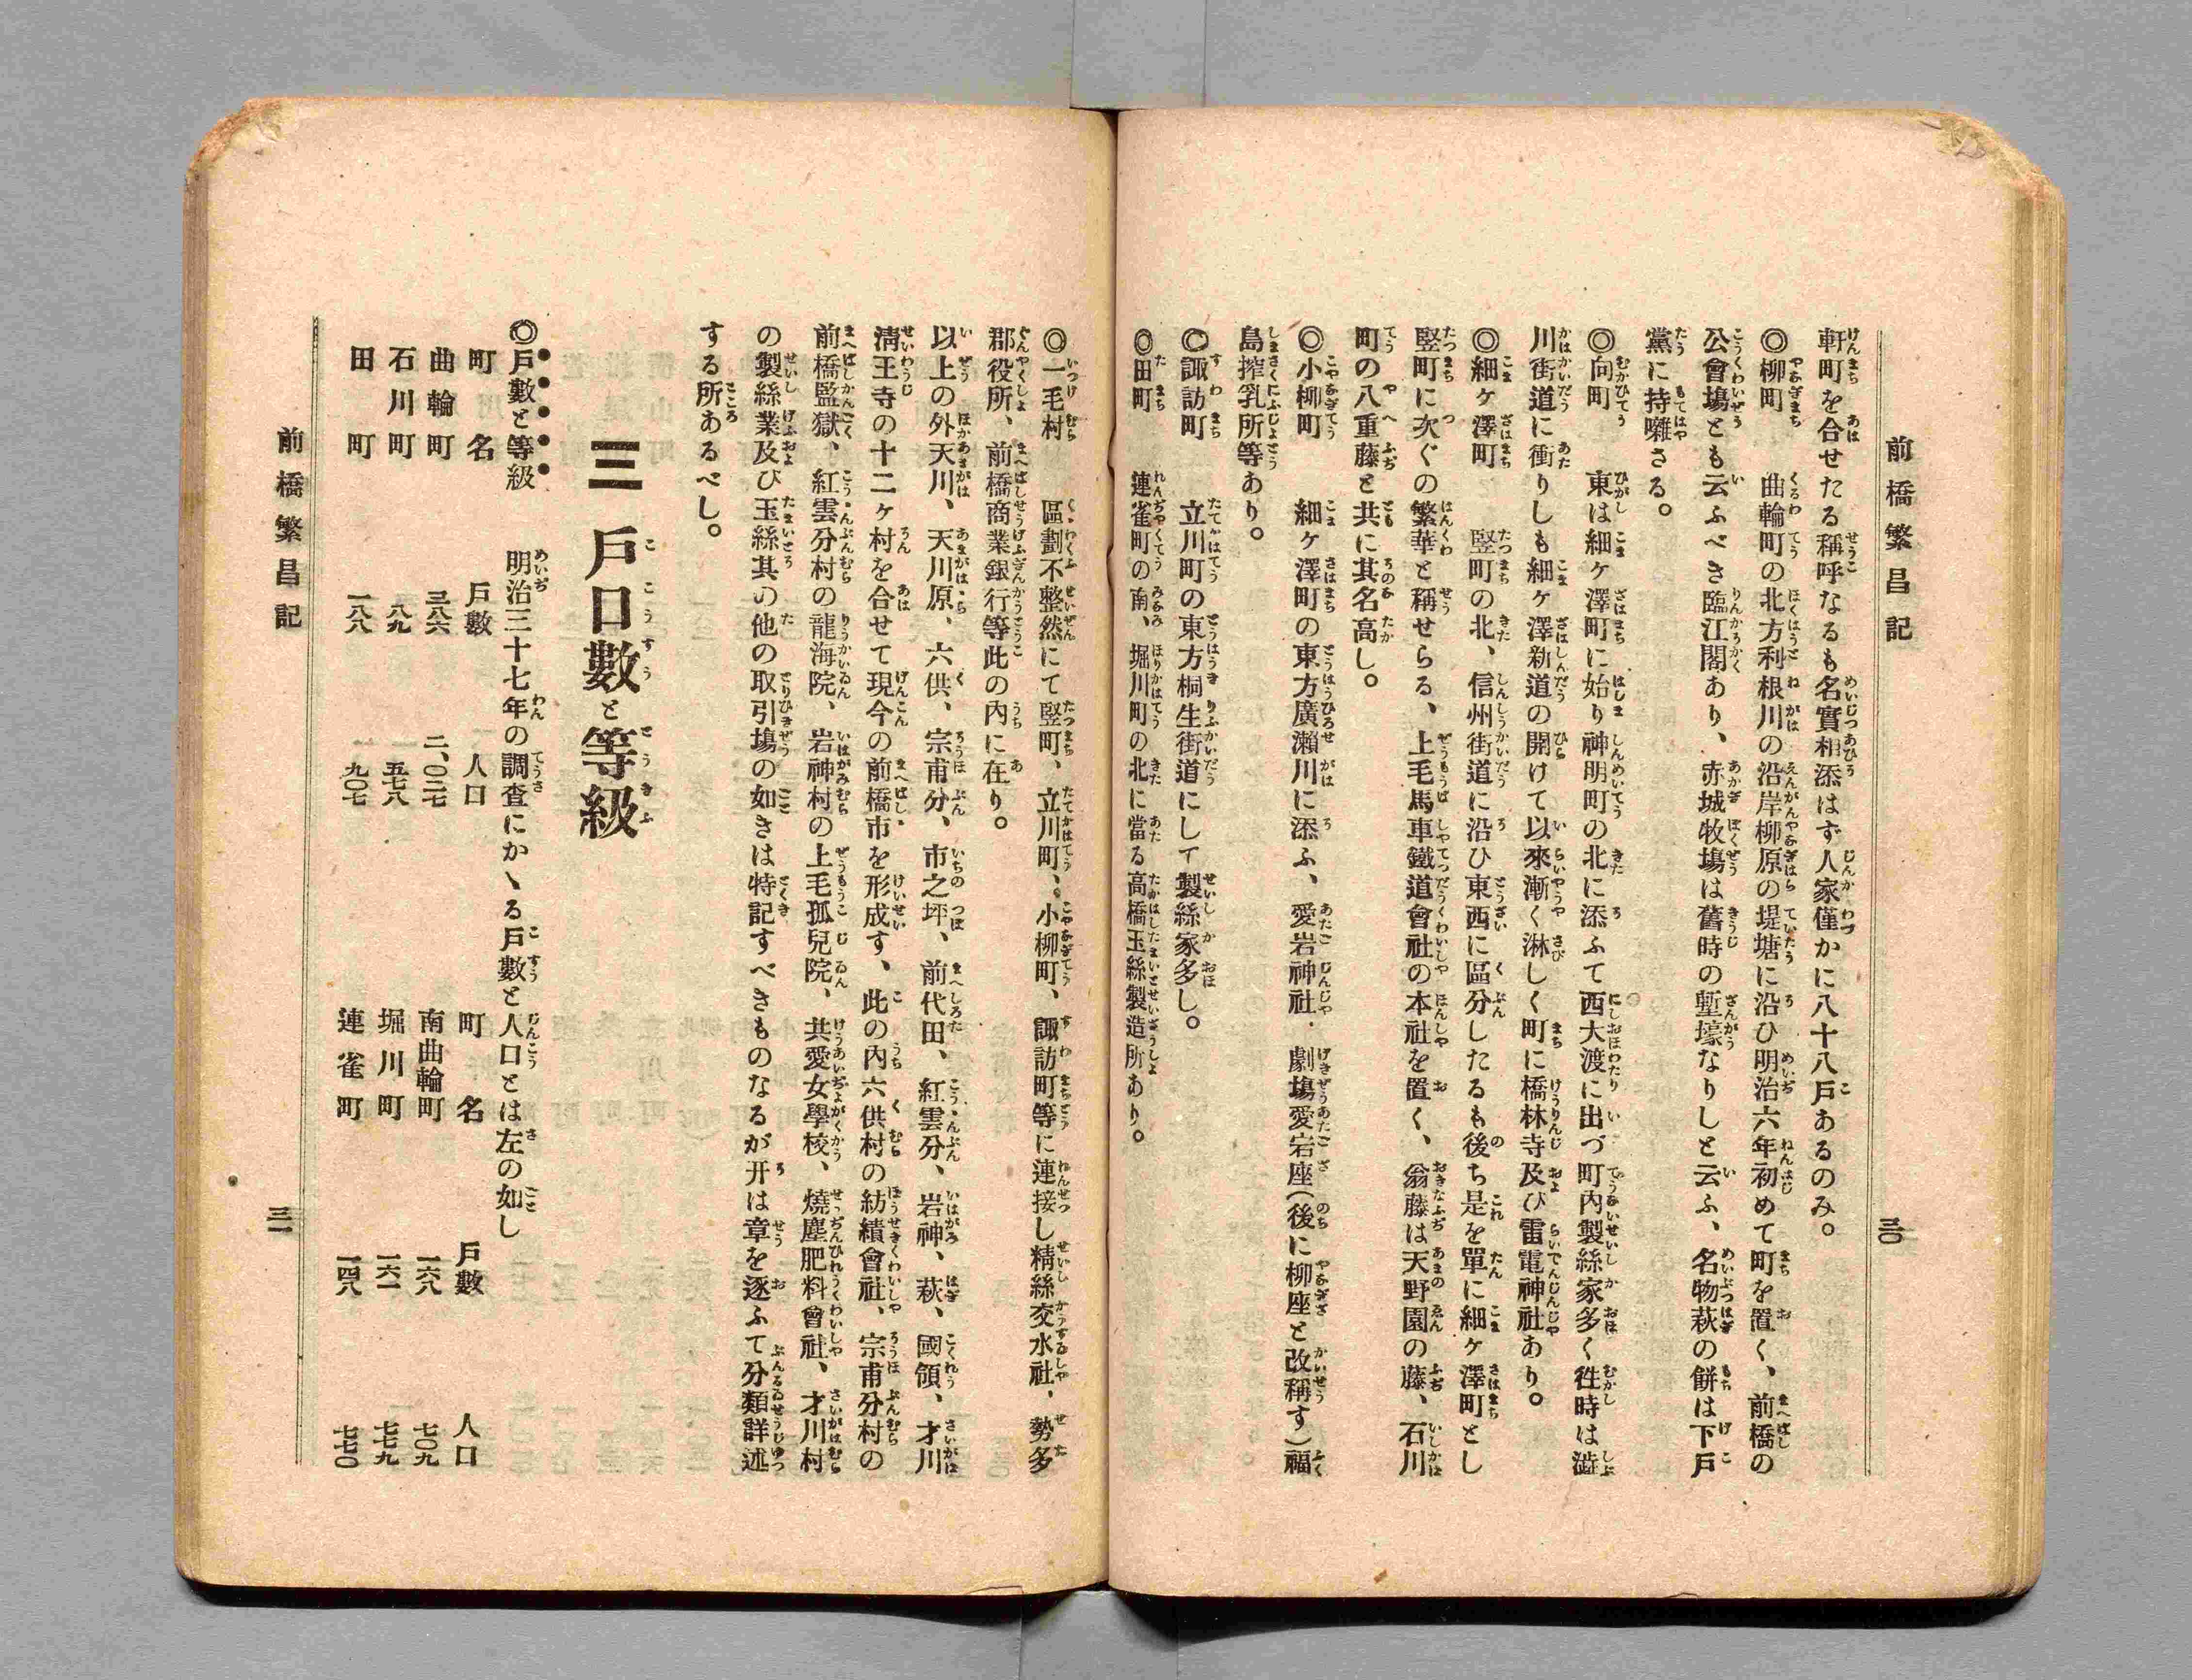 前橋繁昌記
三〇
軒町を合せたる稱呼なるも名實相添はず人家僅かに八十八戸あるのみ。
◎柳町　曲輪町の北方利根川の沿岸柳原の堤塘に沿ひ明治六年初めて町を置く、前橋の
公會塲とも云ふべき臨江閣あり、赤城牧塲は舊時の塹壕なりしと云ふ、名物萩の餅は下戸
黨に持囃さる。
◎向町　東は細ヶ澤町に始り神明町の北に添ふて西大渡に出づ町內製絲家多く徃時は澁
川街道に衝りしも細ヶ澤新道の開けて以來漸く淋しく町に橋林寺及び雷電神社あり。
◎細ヶ澤町　竪町の北、信州街道に沿ひ東西に區分したるも後ち是を單に細ヶ澤町とし
竪町に次ぐの繁華と稱せらる、上毛馬車鐵道會社の本社を置く、翁藤は天野園の藤、石川
町の八重藤と共に其名高し。
◎小柳町　細ヶ澤町の東方廣瀨川に添ふ、愛岩神社．劇塲愛岩座（後に柳座と改稱す）福
島搾乳所等あり。
◎諏訪町　立川町の東方桐生街道にして製絲家多し。
◎田町　連雀町の南、堀川町の北に當る高橋玉絲製造所あり。
◎一毛村　區劃不整然にて竪町、立川町、小柳町、諏訪町等に連接し精絲交水社、勢多
郡役所、前橋商業銀行等此の內に在り。
以上の外天川、天川原、六供、宗甫分、市之坪、前代田、紅雲分、岩神、萩、國領、才川
淸王寺の十二ヶ村を合せて現今の前橋市を形成す、此の內六供村の紡績會社、宗甫分村の
前橋監獄、紅雲分村の龍海院、岩神村の上毛孤兒院、共愛女學校、燒塵肥料會社、才川村
の製絲業及び玉絲其の他の取引塲の如きは特記すべきものなるが开は章を逐ふて分類詳述
する所あるべし。
三　戸口數と等級
◎戸數と等級　明治三十七年の調査にかゝる戸數と人口とは左の如し
町名　戸數　人口　町名　戸數　人口
曲輪町　三八六　二、〇二七　南曲輪町　一六八　七〇九
石川町　八九　五七八　堀川町　一六一　七七九
田町　一八八　九〇七　連雀町　一四八　七七〇
前橋繁昌記
三一